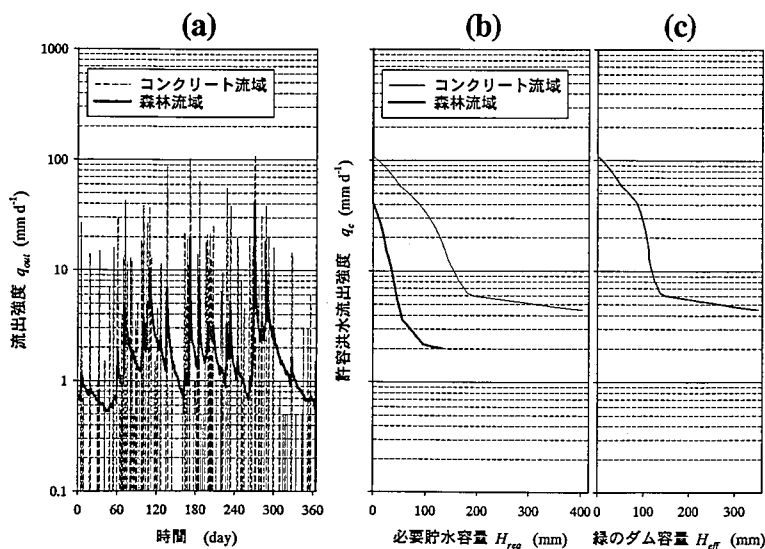 (a)
(b)
(c)
1000
100
10
1
0.1
流出強度 q_out (mm d⁻¹)
コンクリート流域
森林流域
0 60 120 180 240 300 360
時間 (day)
許容洪水流出強度 q_c (mm d⁻¹)
コンクリート流域
森林流域
0 100 200 300 400
必要貯水容量 H_req (mm)
0 100 200 300
緑のダム容量 H_eff (mm)